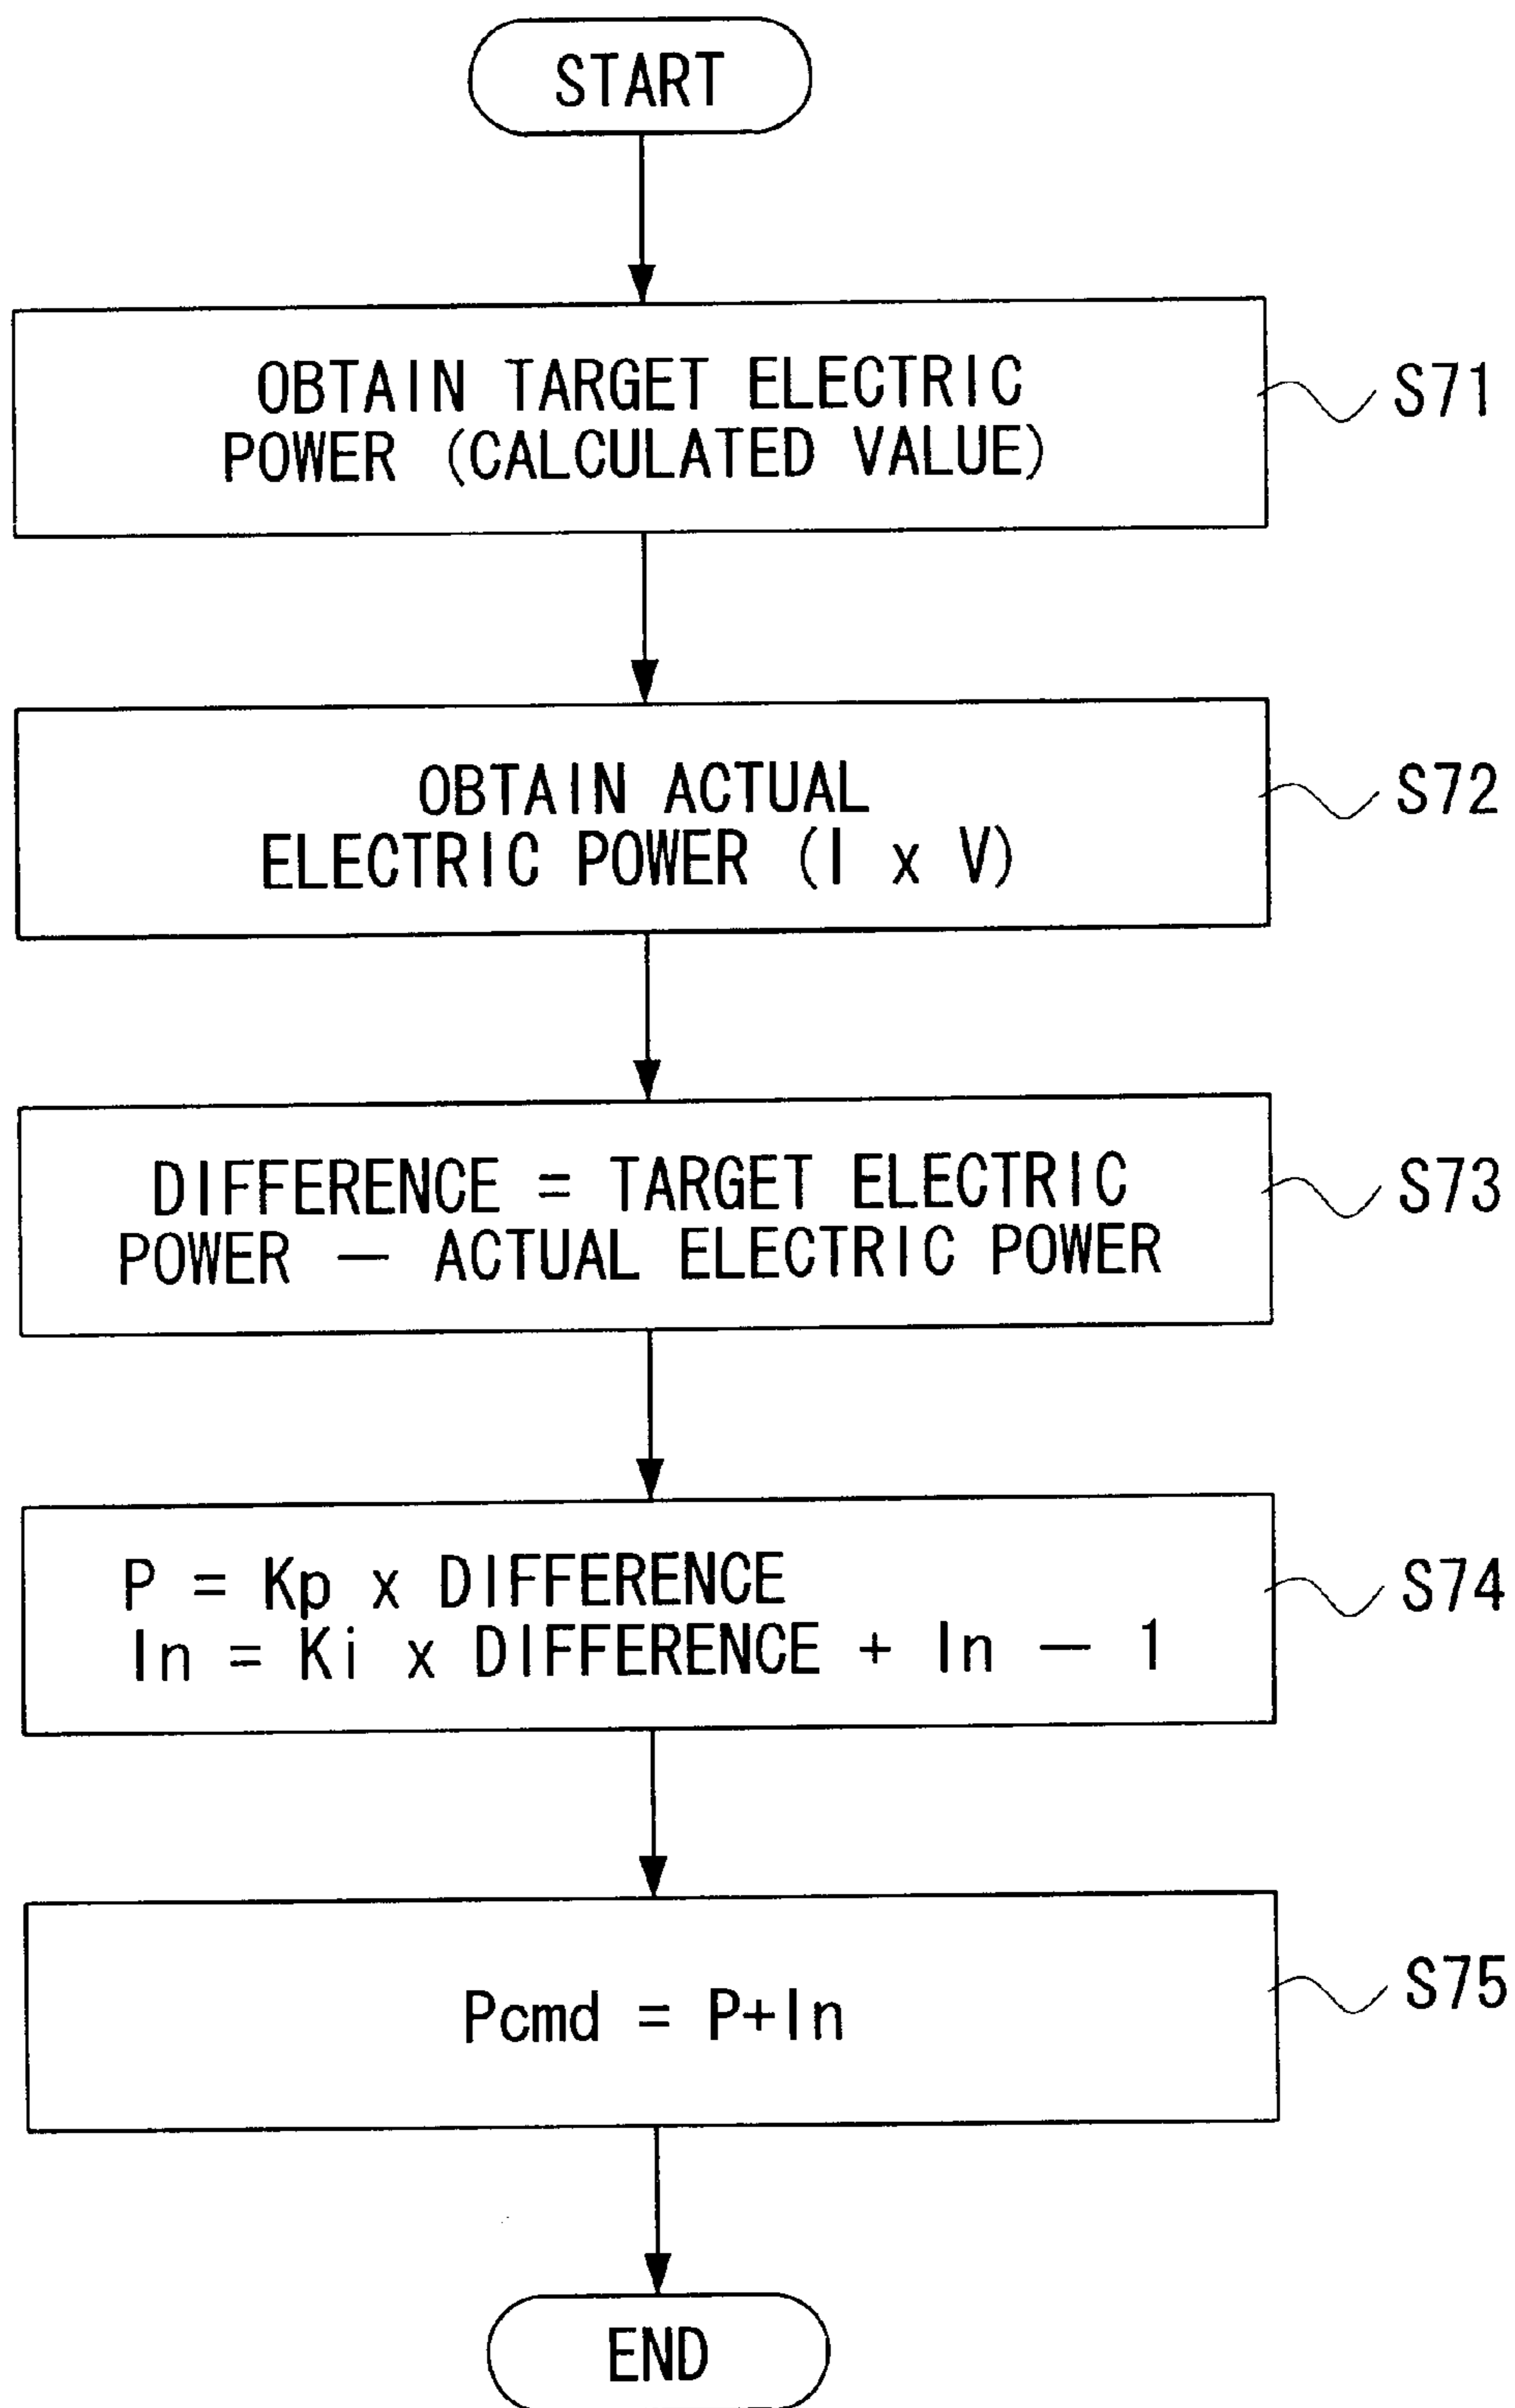 START
OBTAIN TARGET ELECTRIC
POWER (CALCULATED VALUE)
S71
OBTAIN ACTUAL
ELECTRIC POWER (I x V)
S72
DIFFERENCE = TARGET ELECTRIC
POWER — ACTUAL ELECTRIC POWER
S73
P = Kp x DIFFERENCE
In = Ki x DIFFERENCE + In — 1
S74
Pcmd = P+In
S75
END